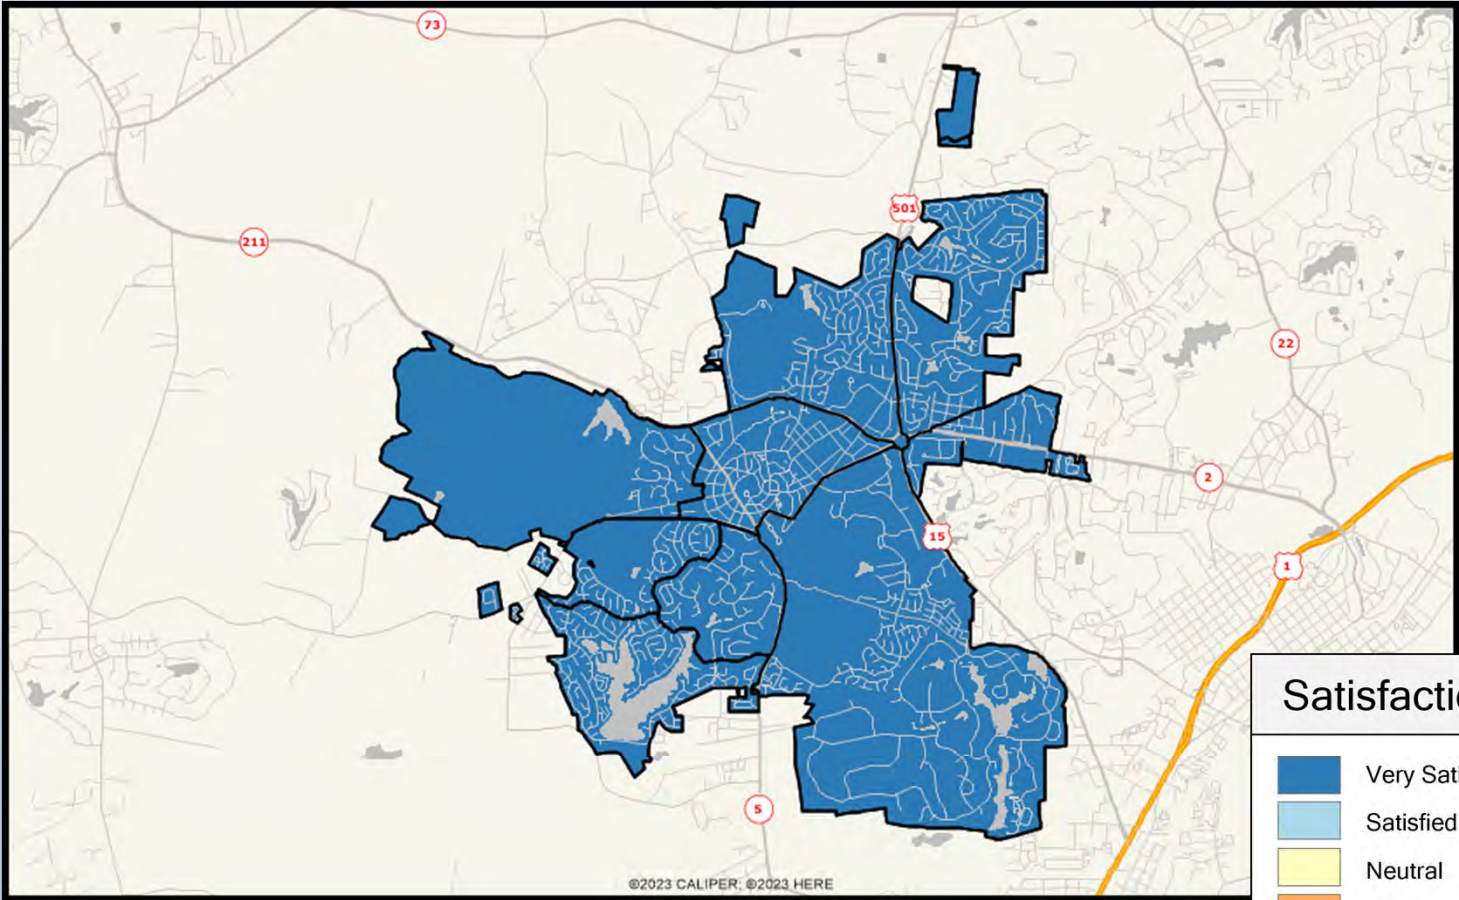 73
501
211
22
2
15
1
5
Satisfacti
Very Sat
Satisfied
Neutral
©2023 CALIPER; ©2023 HERE